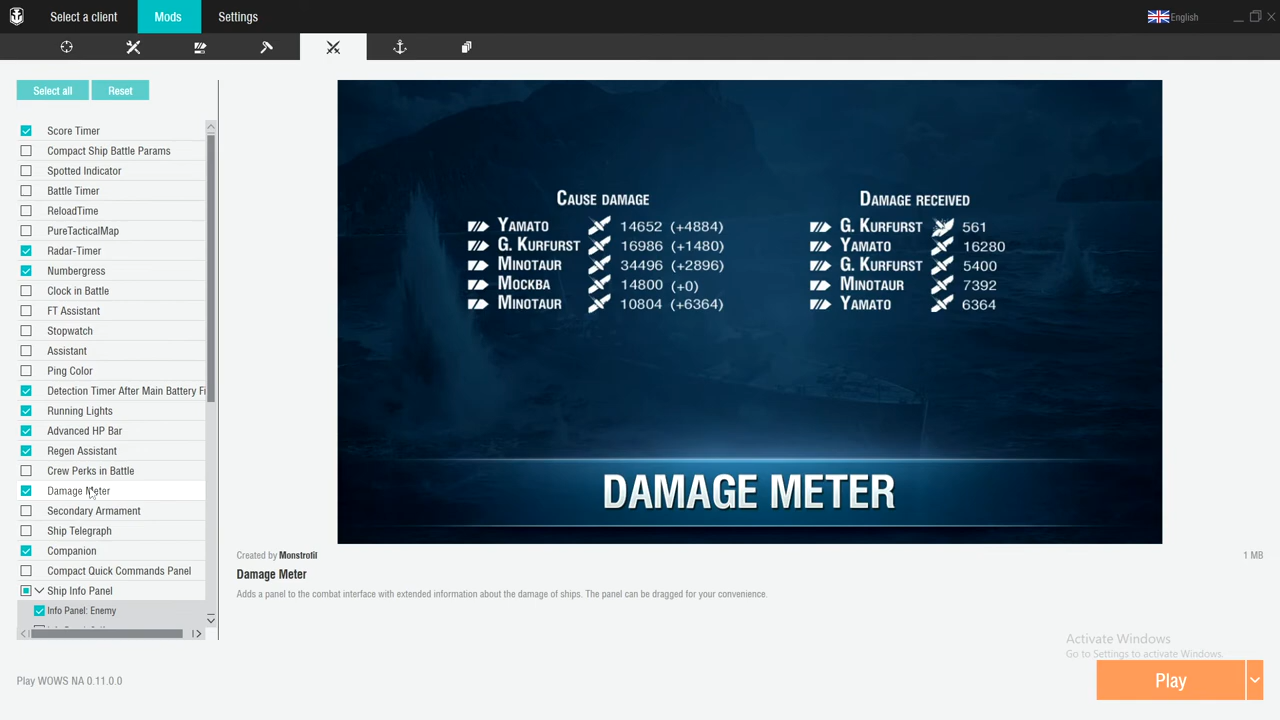 Select a client
Mods
Settings
English
Select all
Reset
Score Timer
Compact Ship Battle Params
Spotted Indicator
Battle Timer
ReloadTime
PureTacticalMap
Radar-Timer
Numbergress
Clock in Battle
FT Assistant
Stopwatch
Assistant
Ping Color
Detection Timer After Main Battery Fi
Running Lights
Advanced HP Bar
Regen Assistant
Crew Perks in Battle
Damage Meter
Secondary Armament
Ship Telegraph
Companion
Compact Quick Commands Panel
Ship Info Panel
Info Panel: Enemy
CAUSE DAMAGE
YAMATO 14652 (+4884)
G. KURFURST 16986 (+1480)
MINOTAUR 34496 (+2896)
MOCKBA 14800 (+0)
MINOTAUR 10804 (+6364)
DAMAGE RECEIVED
G. KURFURST 561
YAMATO 16280
G. KURFURST 5400
MINOTAUR 7392
YAMATO 6364
DAMAGE METER
Created by Monstrofil
1 MB
Damage Meter
Adds a panel to the combat interface with extended information about the damage of ships. The panel can be dragged for your convenience.
Activate Windows
Go to Settings to activate Windows.
Play WOWS NA 0.11.0.0
Play